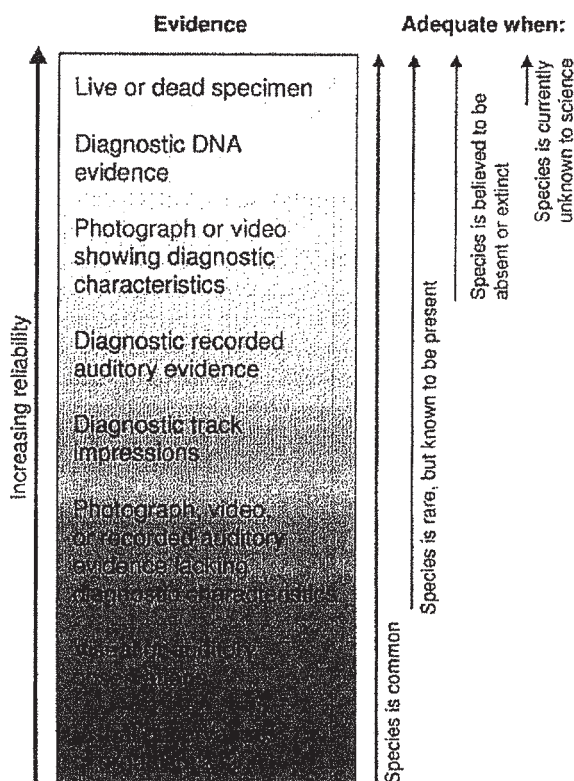 Evidence
Adequate when:
Live or dead specimen
Diagnostic DNA
evidence
Photograph or video
showing diagnostic
characteristics
Diagnostic recorded
auditory evidence
Diagnostic track
impressions
Photograph, video,
or recorded auditory
evidence lacking
diagnostic characteristics
Increasing reliability
Species is common
Species is rare, but known to be present
Species is believed to be
absent or extinct
Species is currently
unknown to science